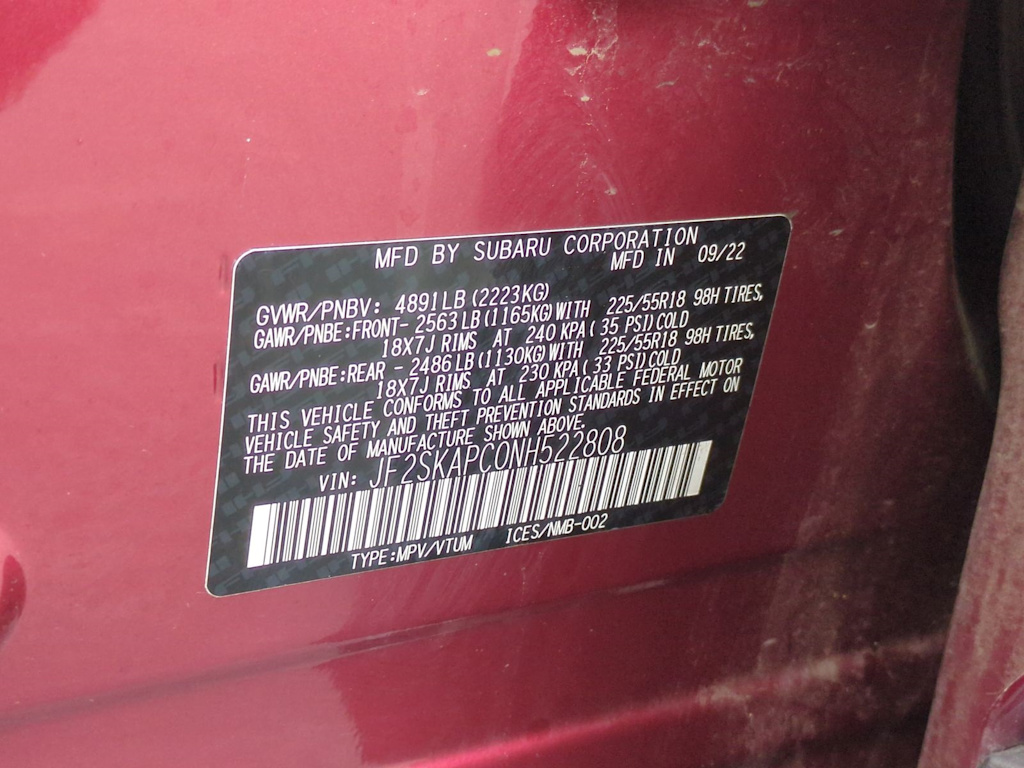 MFD BY SUBARU CORPORATION
MFD IN 09/22
GVWR/PNBV: 4891LB (2223KG)
GAWR/PNBE:FRONT- 2563LB(1165KG)WITH 225/55R18 98H TIRES,
18X7J RIMS AT 240 KPA( 35 PSI)COLD
GAWR/PNBE:REAR - 2486LB(1130KG)WITH 225/55R18 98H TIRES,
18X7J RIMS AT 230 KPA( 33 PSI)COLD
THIS VEHICLE CONFORMS TO ALL APPLICABLE FEDERAL MOTOR
VEHICLE SAFETY AND THEFT PREVENTION STANDARDS IN EFFECT ON
THE DATE OF MANUFACTURE SHOWN ABOVE.
VIN: JF2SKAPC0NH522808
TYPE:MPV/VTUM ICES/NMB-002